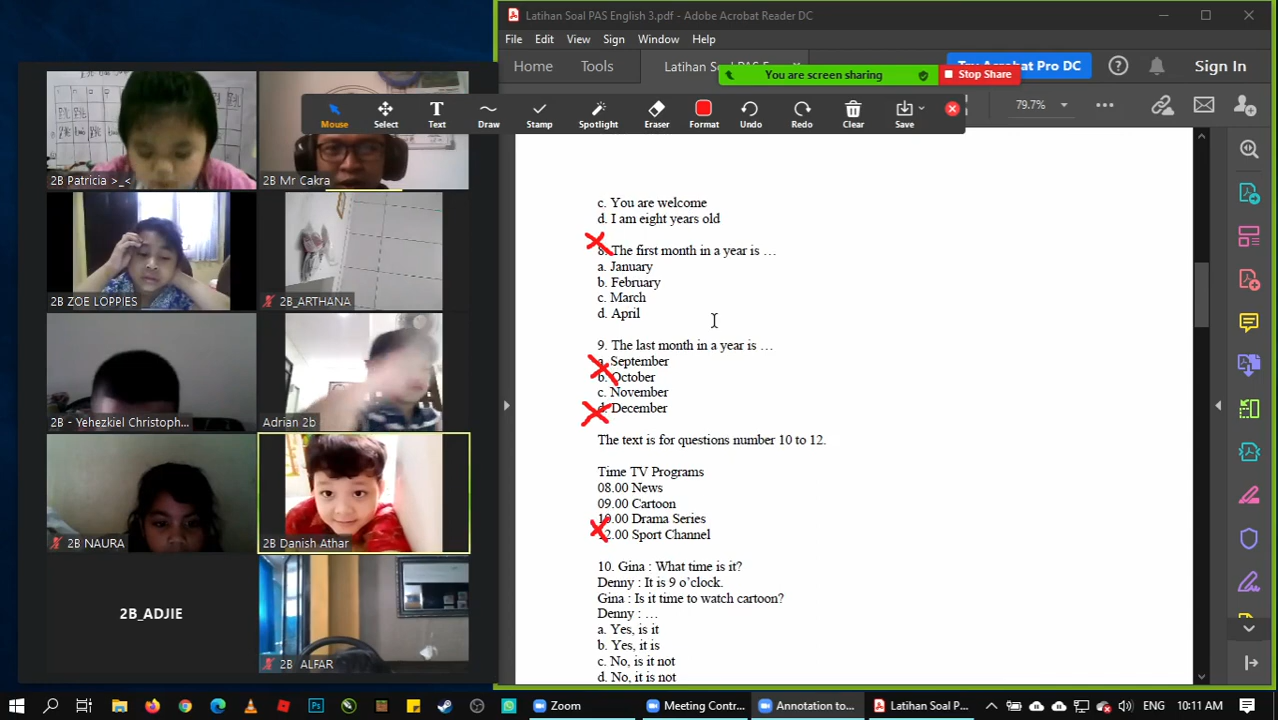 Latihan Soal PAS English 3.pdf - Adobe Acrobat Reader DC
File Edit View Sign Window Help
Home Tools
You are screen sharing
Stop Share
Sign In
Mouse
Select
Text
Draw
Stamp
Spotlight
Eraser
Format
Undo
Redo
Clear
Save
79.7%
c. You are welcome
d. I am eight years old
8. The first month in a year is …
a. January
b. February
c. March
d. April
9. The last month in a year is …
a. September
b. October
c. November
d. December
The text is for questions number 10 to 12.
Time TV Programs
08.00 News
09.00 Cartoon
10.00 Drama Series
12.00 Sport Channel
10. Gina : What time is it?
Denny : It is 9 o’clock.
Gina : Is it time to watch cartoon?
Denny : …
a. Yes, is it
b. Yes, it is
c. No, is it not
d. No, it is not
2B Patricia >_<
2B Mr Cakra
2B ZOE LOPPIES
2B_ARTHANA
2B - Yehezkiel Christoph...
Adrian 2b
2B NAURA
2B Danish Athar
2B_ADJIE
2B_ALFAR
Zoom
Meeting Contr...
Annotation to...
Latihan Soal P...
ENG
10:11 AM